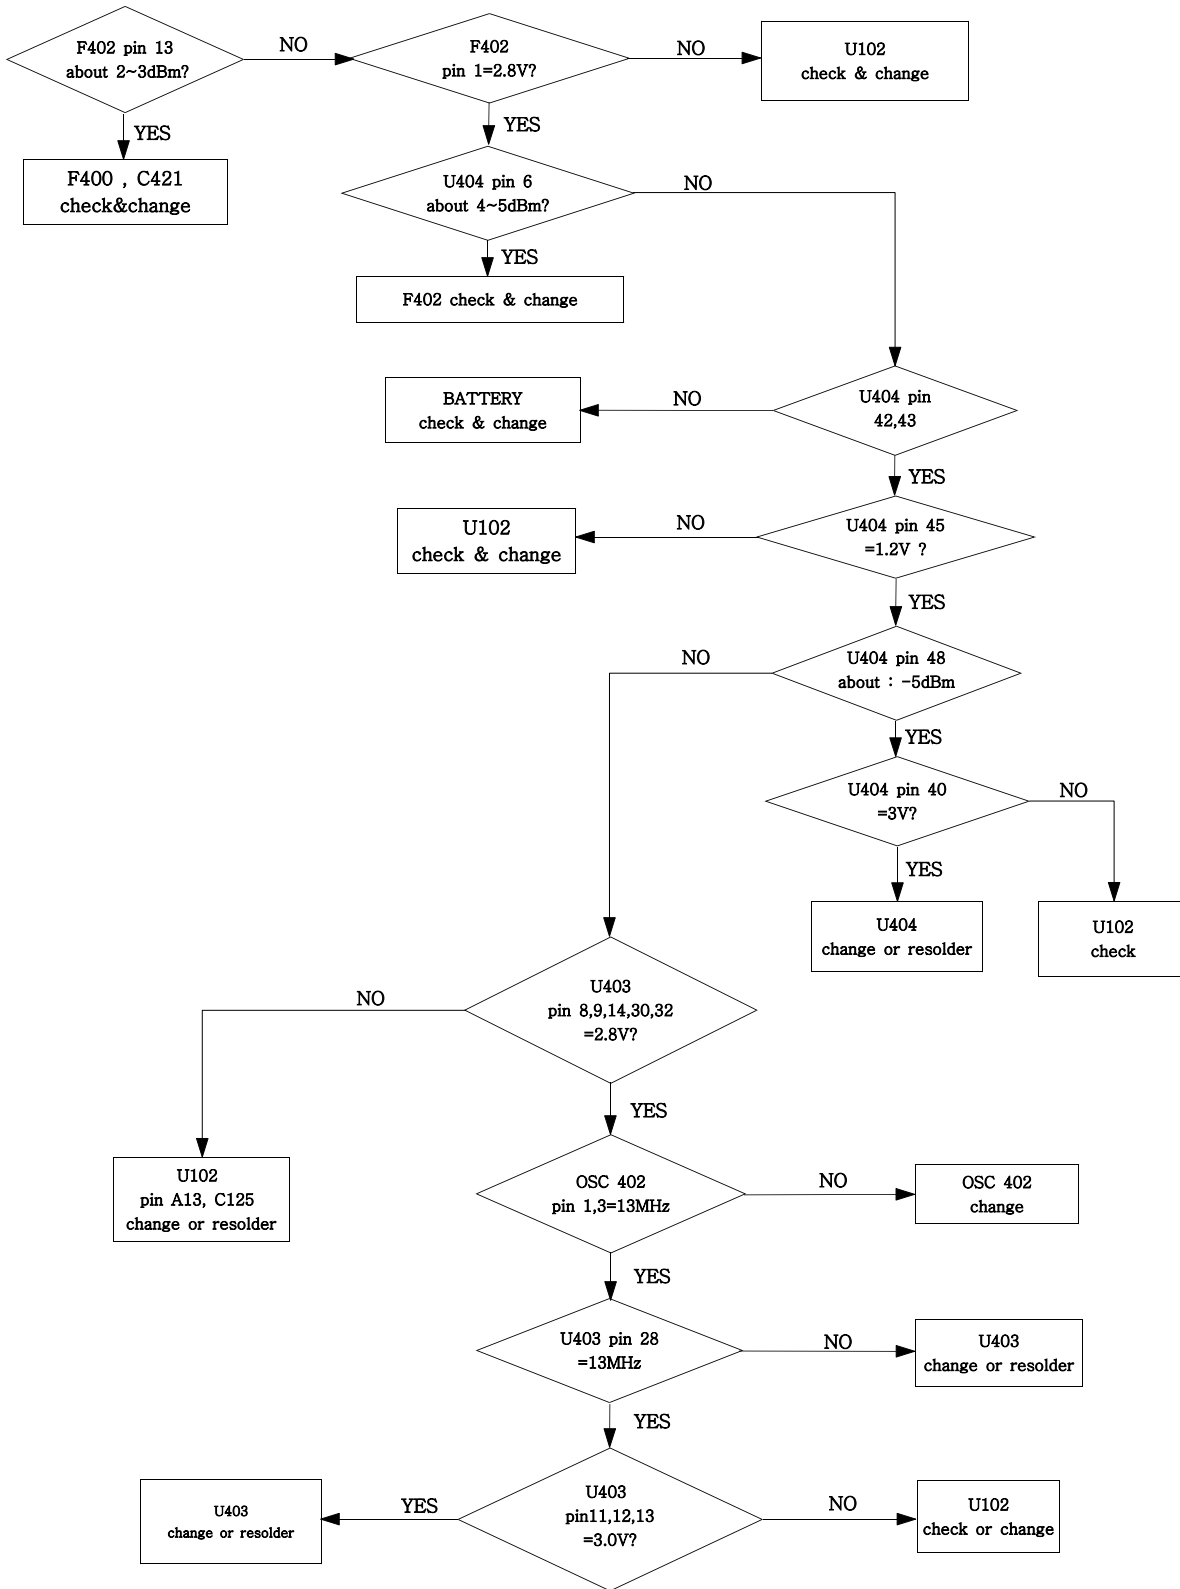 F402 pin 13
about 2~3dBm?
NO
F402
pin 1=2.8V?
NO
U102
check & change
YES
F400 , C421
check&change
YES
U404 pin 6
about 4~5dBm?
NO
YES
F402 check & change
BATTERY
check & change
NO
U404 pin
42,43
YES
U102
check & change
NO
U404 pin 45
=1.2V ?
YES
NO
U404 pin 48
about : -5dBm
YES
U404 pin 40
=3V?
NO
YES
U404
change or resolder
U102
check
NO
U403
pin 8,9,14,30,32
=2.8V?
YES
U102
pin A13, C125
change or resolder
OSC 402
pin 1,3=13MHz
NO
OSC 402
change
YES
U403 pin 28
=13MHz
NO
U403
change or resolder
YES
U403
change or resolder
YES
U403
pin11,12,13
=3.0V?
NO
U102
check or change